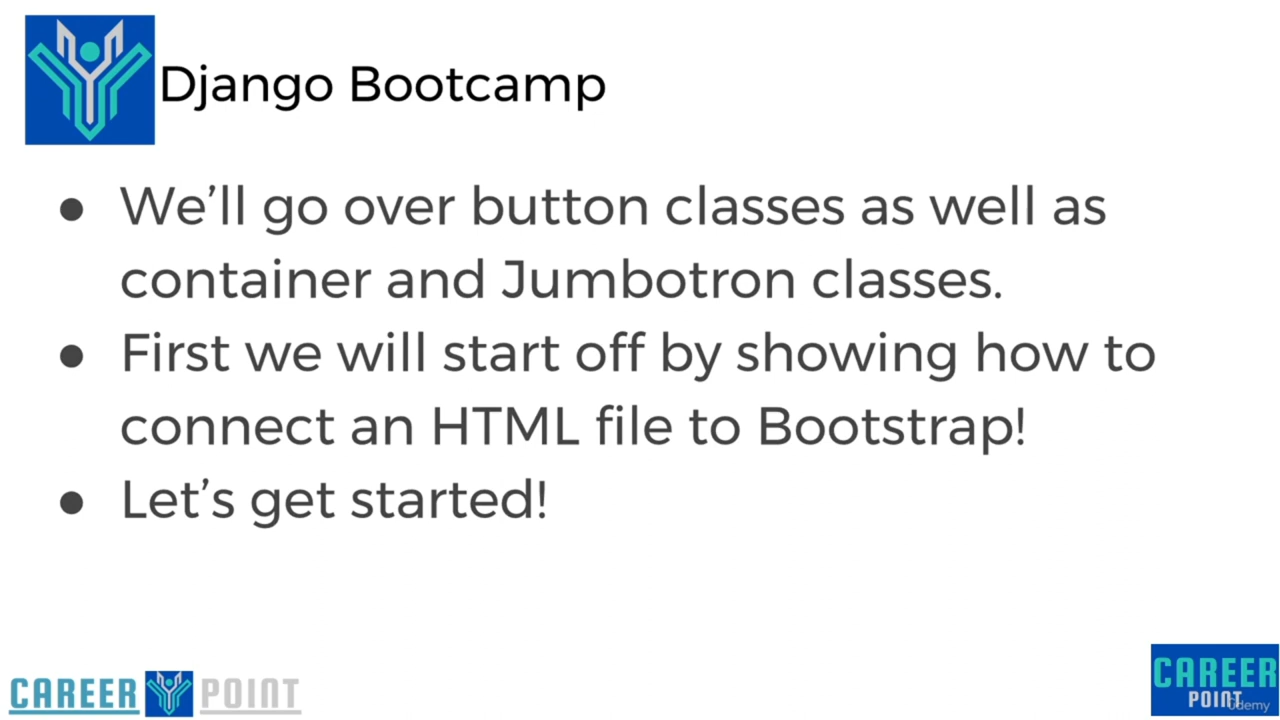 Django Bootcamp
● We’ll go over button classes as well as
container and Jumbotron classes.
● First we will start off by showing how to
connect an HTML file to Bootstrap!
● Let’s get started!
CAREER POINT
CAREER
POINT
ûdemy